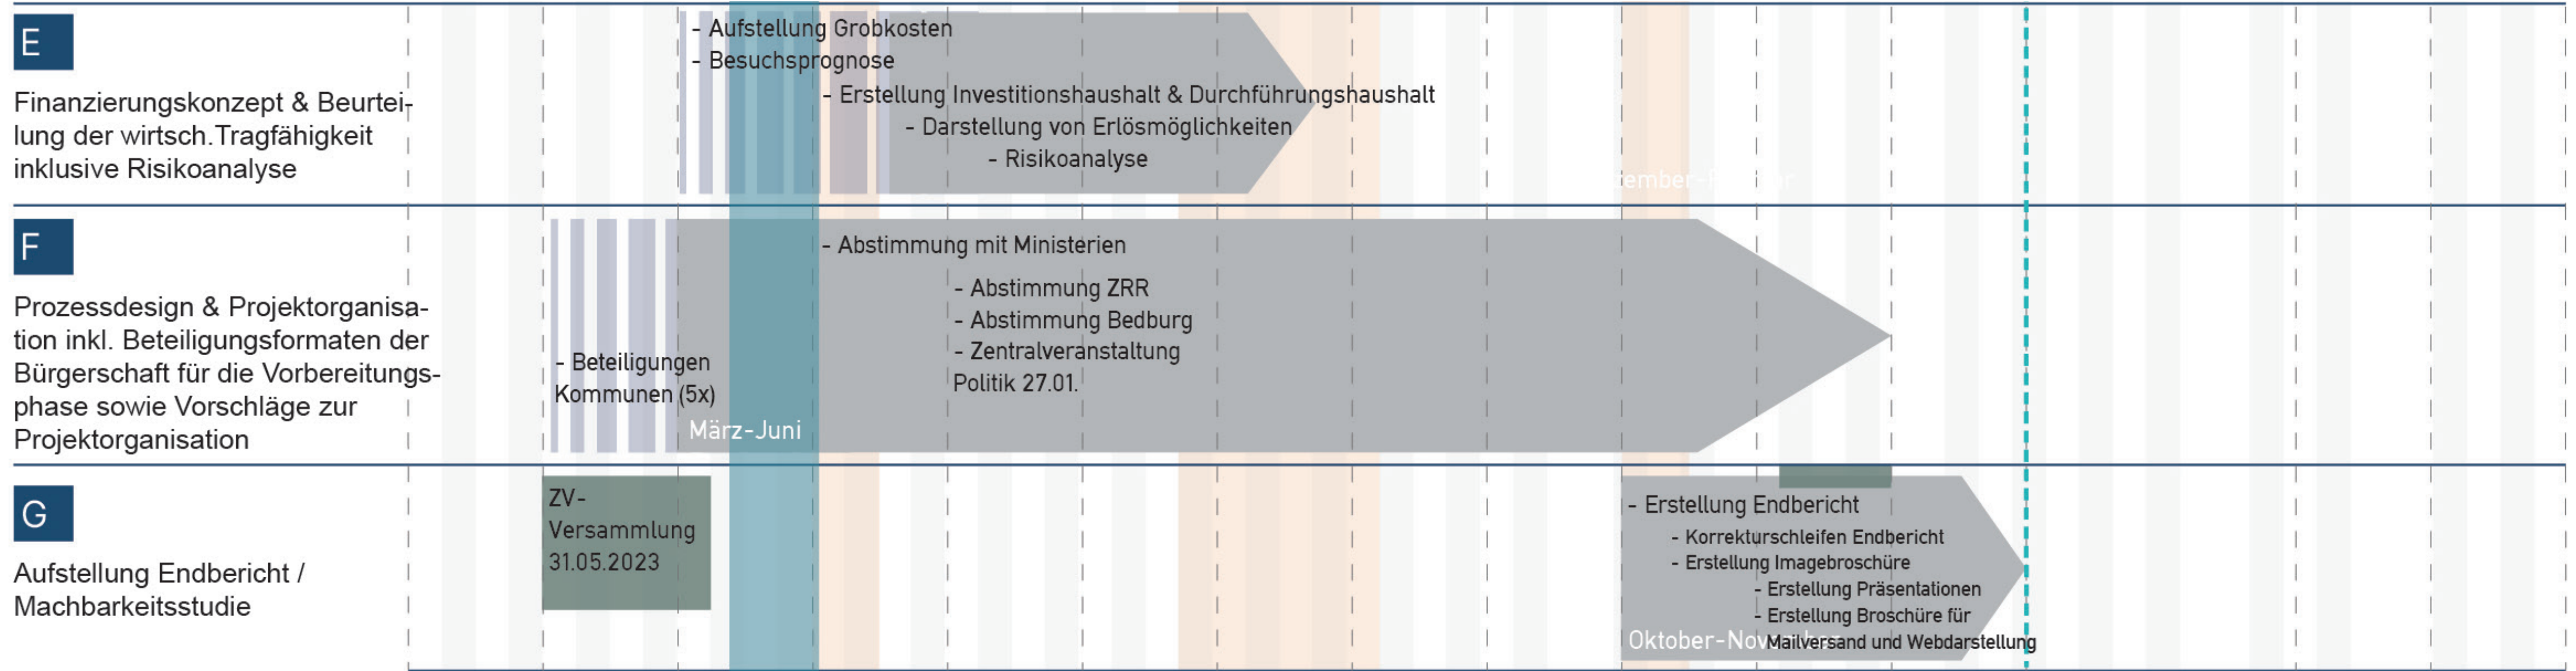 E
Finanzierungskonzept & Beurtei-
lung der wirtsch.Tragfähigkeit
inklusive Risikoanalyse
- Aufstellung Grobkosten
- Besuchsprognose
- Erstellung Investitionshaushalt & Durchführungshaushalt
- Darstellung von Erlösmöglichkeiten
- Risikoanalyse
F
Prozessdesign & Projektorganisa-
tion inkl. Beteiligungsformaten der
Bürgerschaft für die Vorbereitungs-
phase sowie Vorschläge zur
Projektorganisation
- Beteiligungen
Kommunen (5x)
März-Juni
- Abstimmung mit Ministerien
- Abstimmung ZRR
- Abstimmung Bedburg
- Zentralveranstaltung
Politik 27.01.
G
Aufstellung Endbericht /
Machbarkeitsstudie
ZV-
Versammlung
31.05.2023
- Erstellung Endbericht
- Korrekturschleifen Endbericht
- Erstellung Imagebroschüre
- Erstellung Präsentationen
- Erstellung Broschüre für
Mailversand und Webdarstellung
Oktober-November